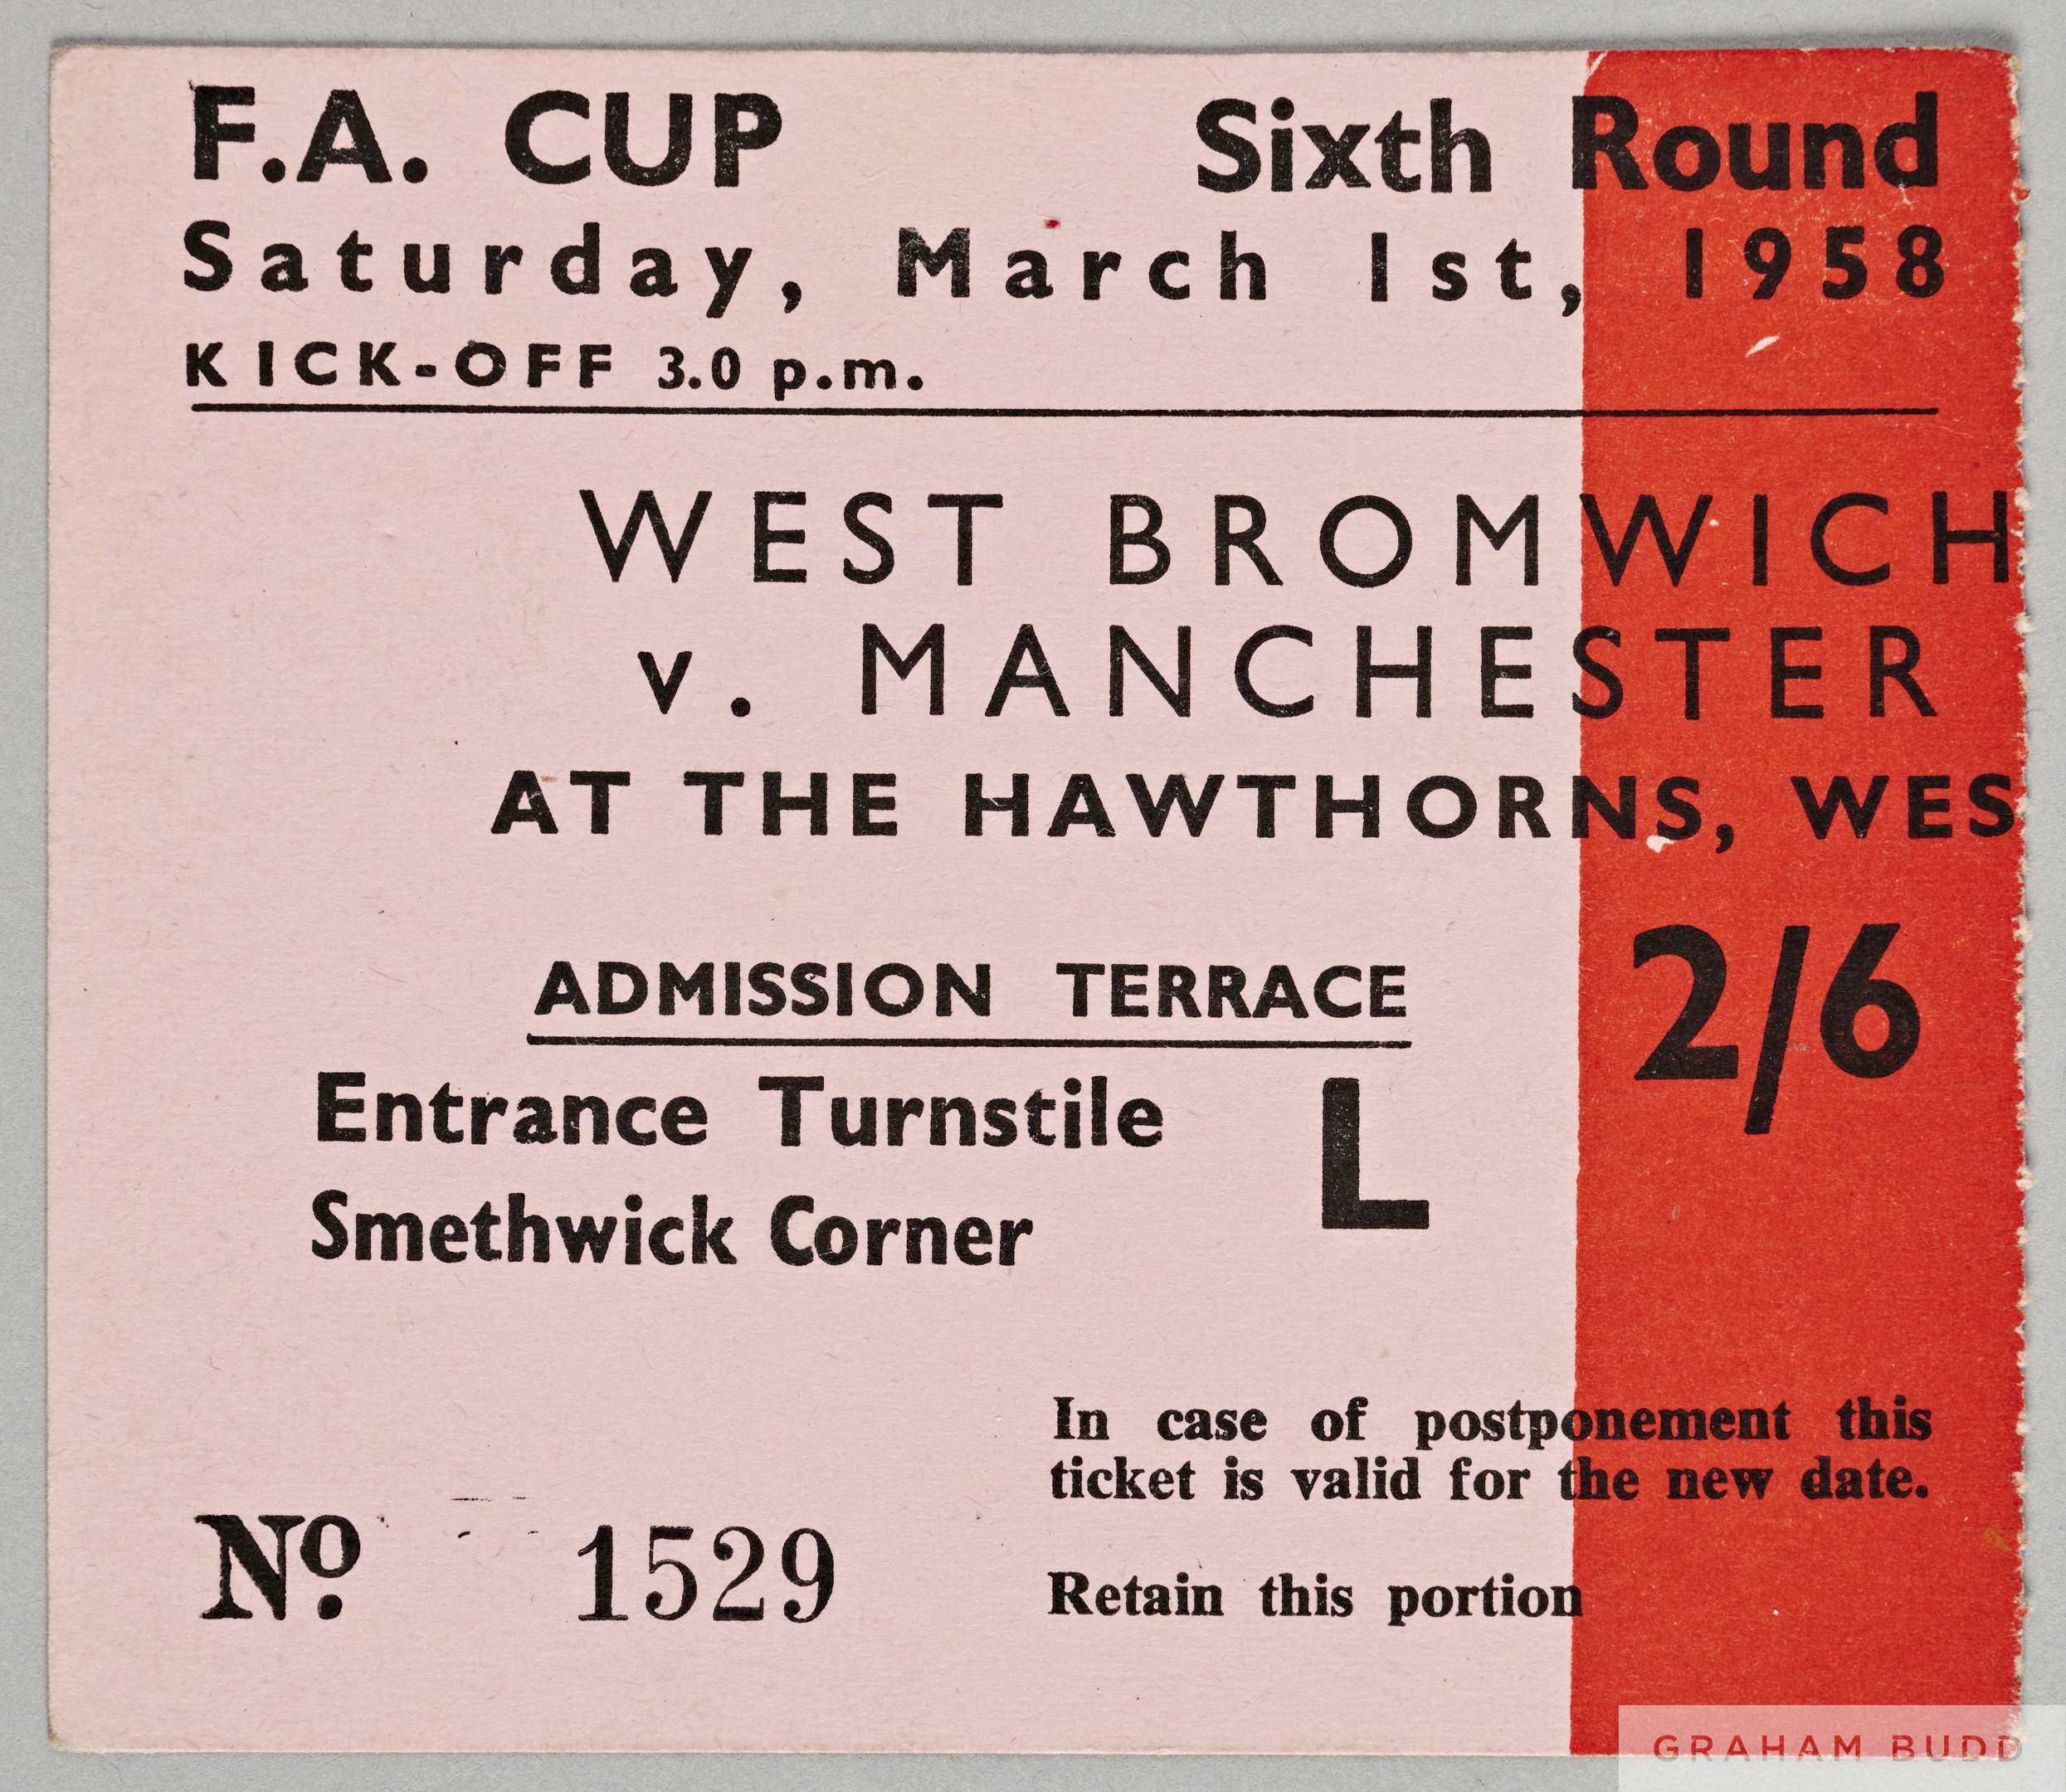 F.A. CUP Sixth Round
Saturday, March 1st, 1958
KICK-OFF 3.0 p.m.
WEST BROMWICH
v. MANCHESTER
AT THE HAWTHORNS, WES
2/6
ADMISSION TERRACE
Entrance Turnstile L
Smethwick Corner
In case of postponement this
ticket is valid for the new date.
No. 1529
Retain this portion
GRAHAM BUDD